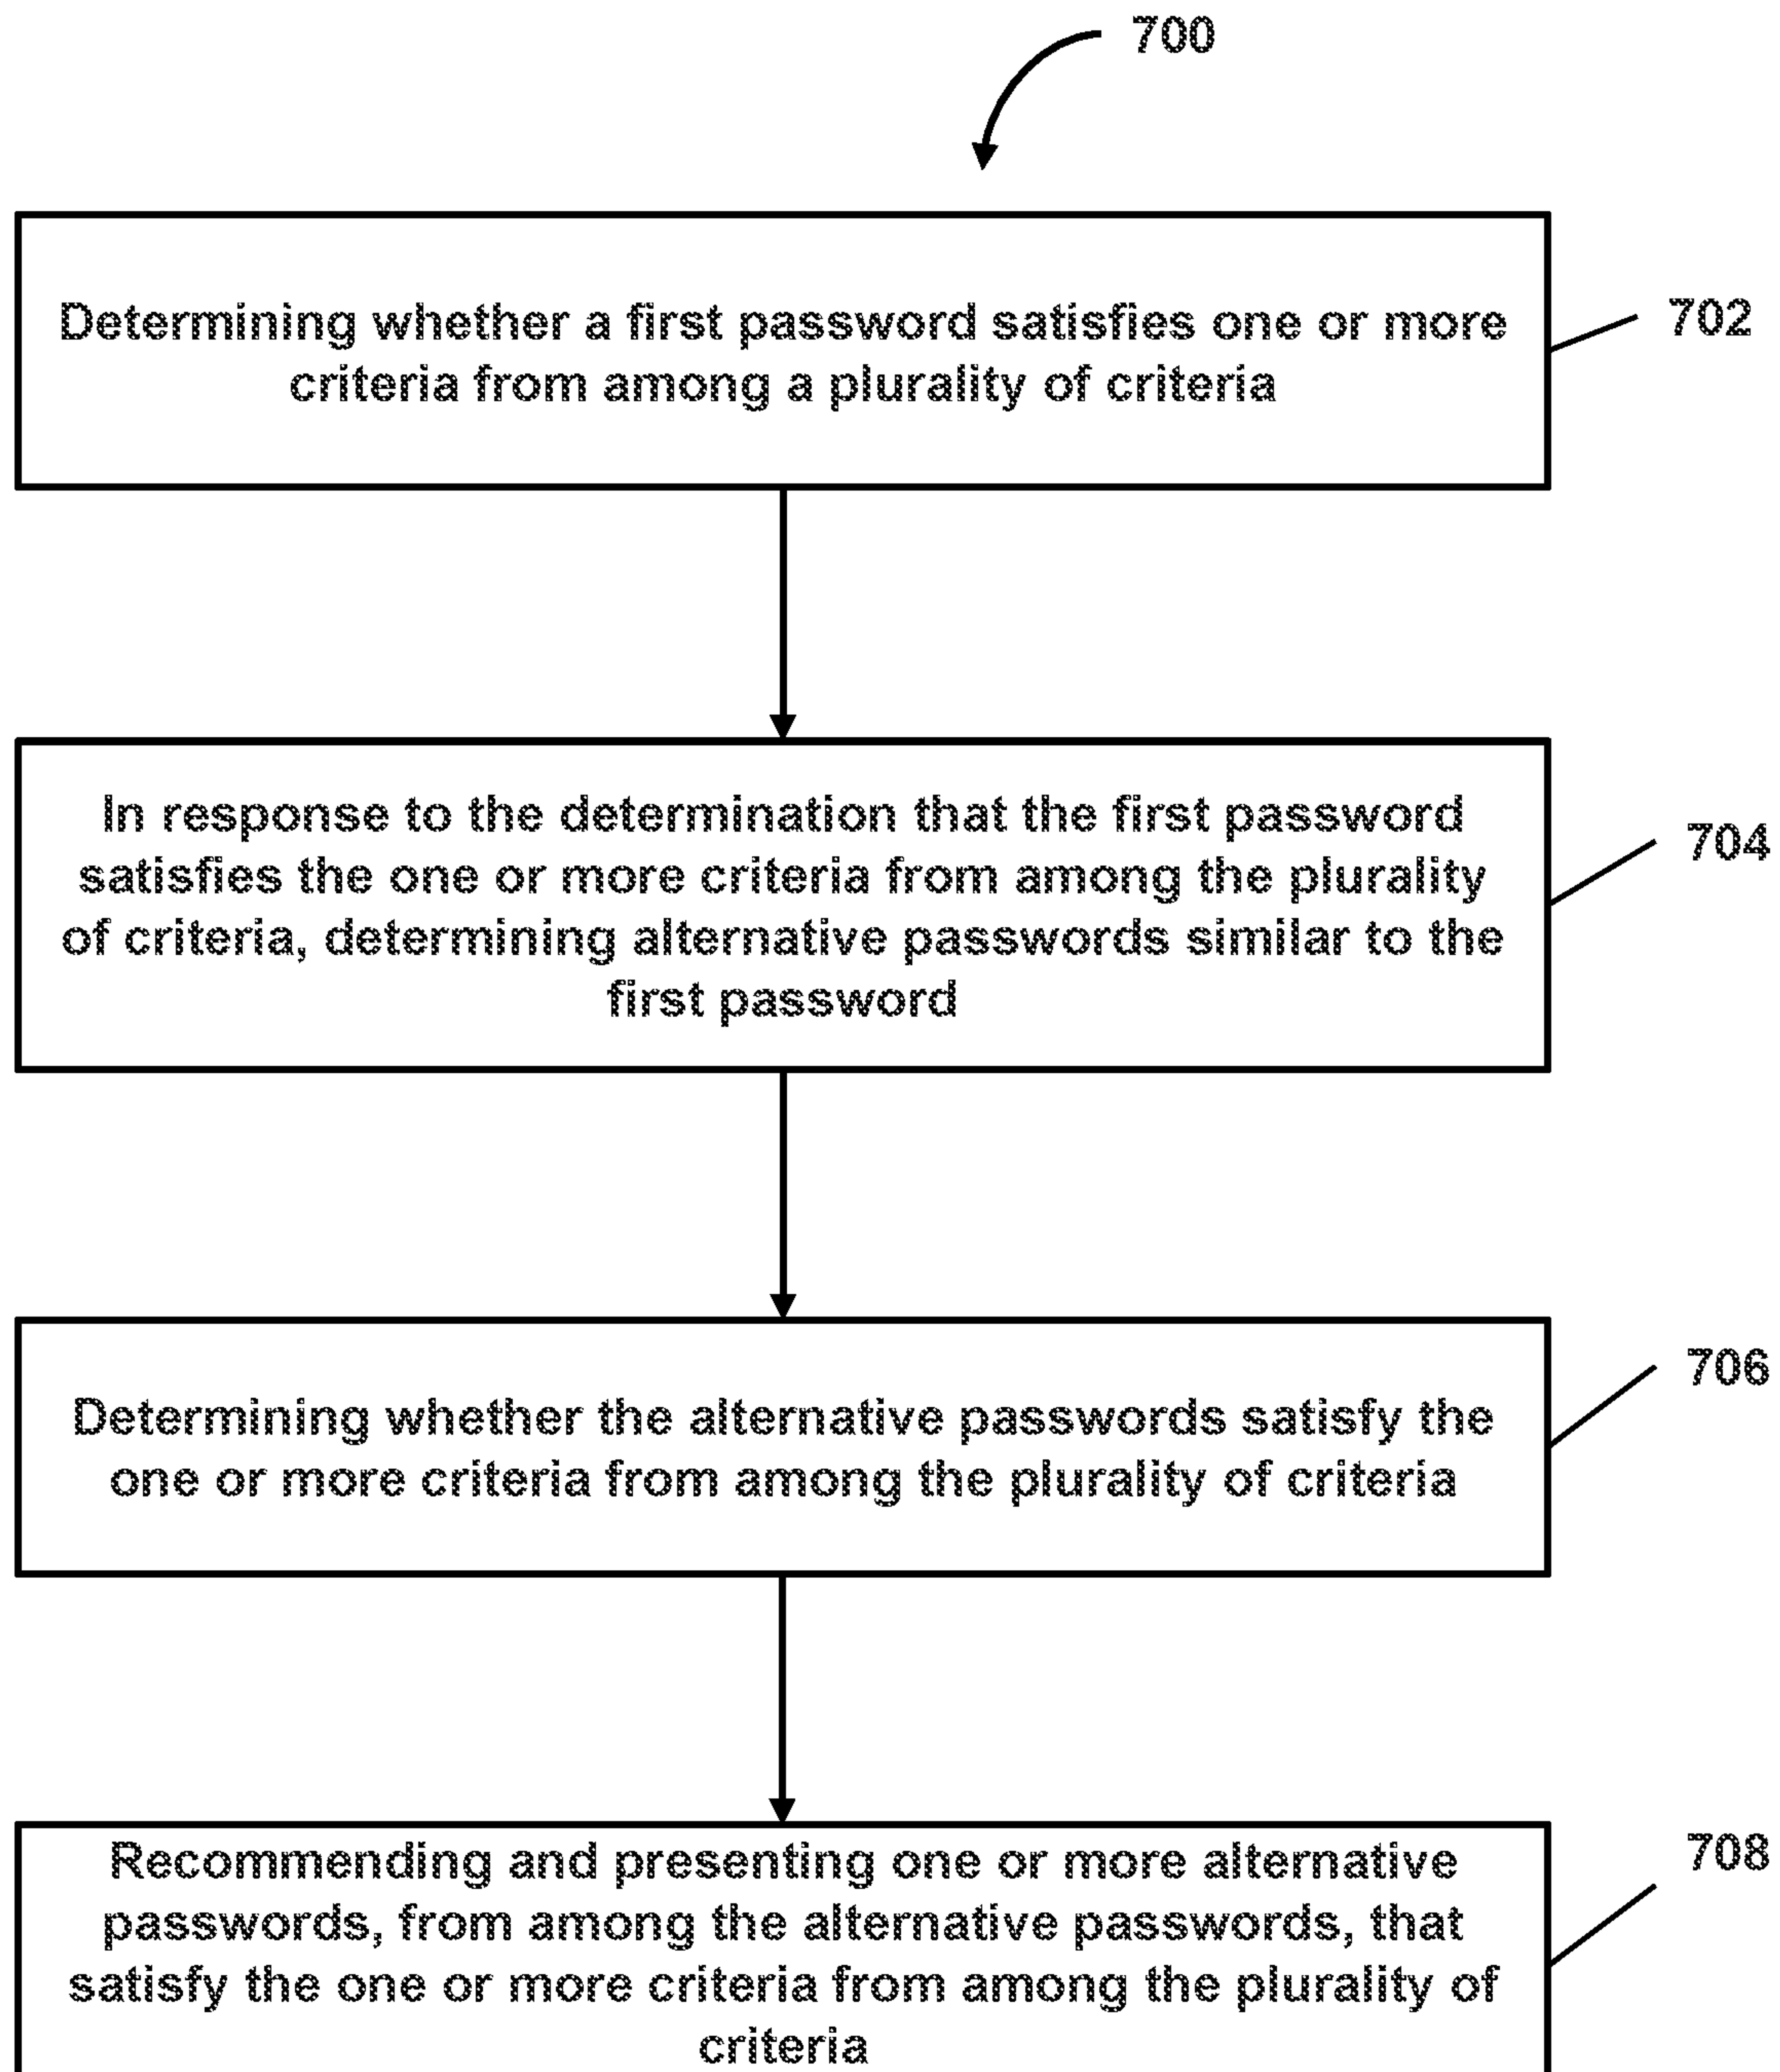 700
Determining whether a first password satisfies one or more
criteria from among a plurality of criteria
702
In response to the determination that the first password
satisfies the one or more criteria from among the plurality
of criteria, determining alternative passwords similar to the
first password
704
Determining whether the alternative passwords satisfy the
one or more criteria from among the plurality of criteria
706
Recommending and presenting one or more alternative
passwords, from among the alternative passwords, that
satisfy the one or more criteria from among the plurality of
criteria
708